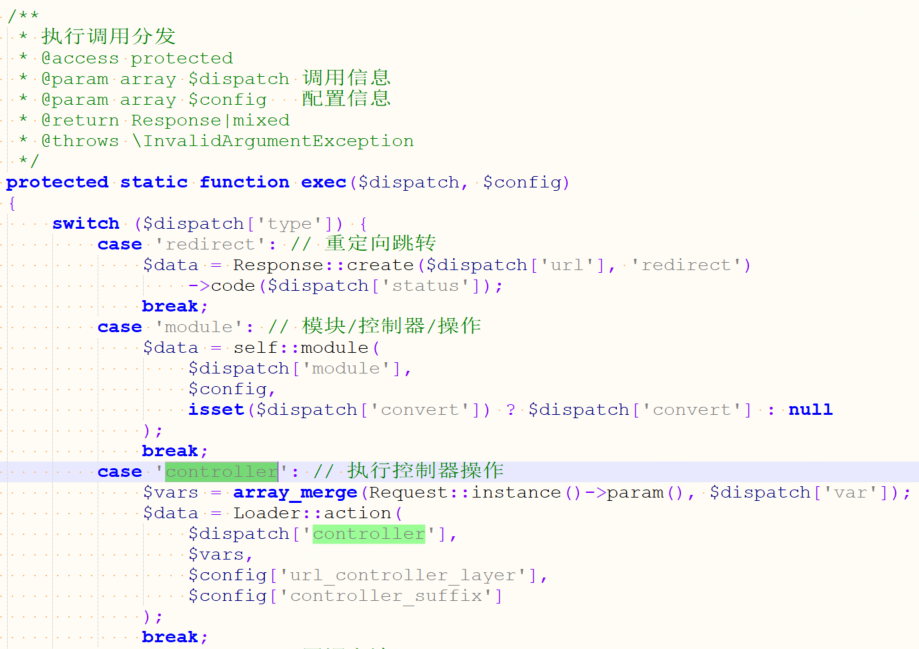 /**
 * 执行调用分发
 * @access protected
 * @param array $dispatch 调用信息
 * @param array $config   配置信息
 * @return Response|mixed
 * @throws \InvalidArgumentException
 */
protected static function exec($dispatch, $config)
{
    switch ($dispatch['type']) {
        case 'redirect': // 重定向跳转
            $data = Response::create($dispatch['url'], 'redirect')
                ->code($dispatch['status']);
            break;
        case 'module': // 模块/控制器/操作
            $data = self::module(
                $dispatch['module'],
                $config,
                isset($dispatch['convert']) ? $dispatch['convert'] : null
            );
            break;
        case 'controller': // 执行控制器操作
            $vars = array_merge(Request::instance()->param(), $dispatch['var']);
            $data = Loader::action(
                $dispatch['controller'],
                $vars,
                $config['url_controller_layer'],
                $config['controller_suffix']
            );
            break;